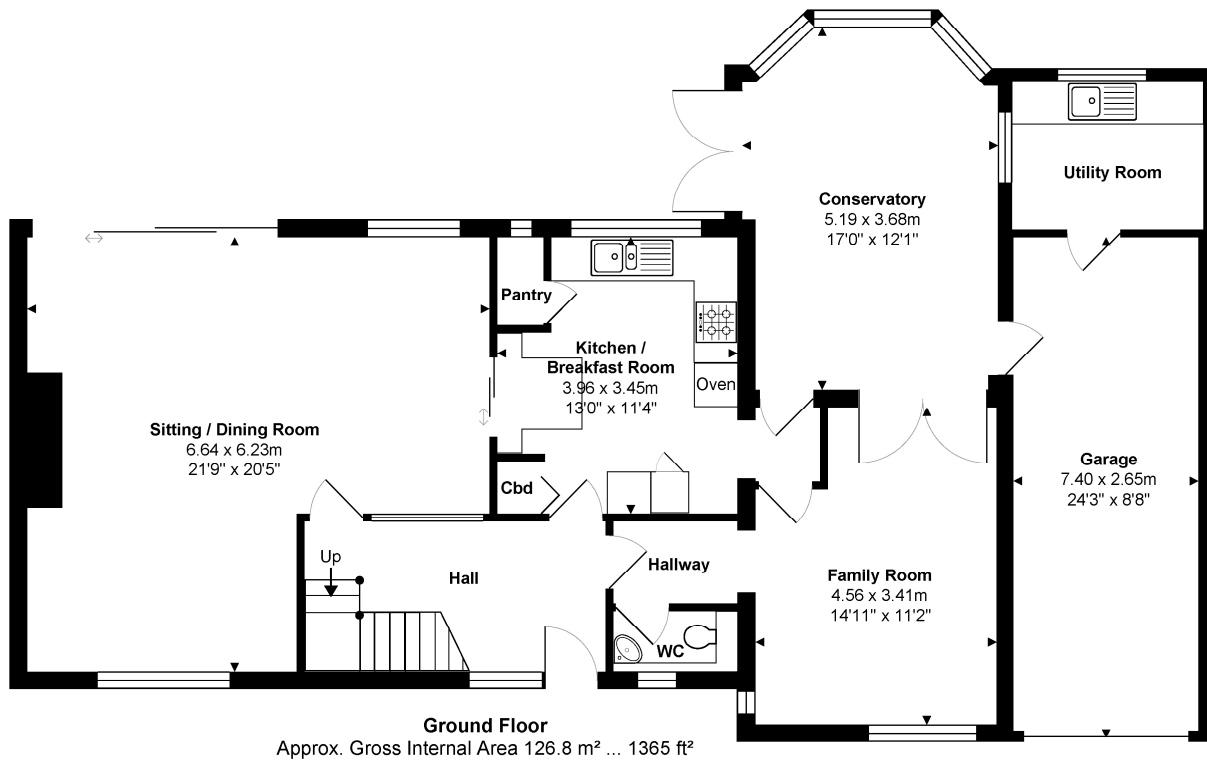 Conservatory
5.19 x 3.68m
17'0" x 12'1"
Utility Room
Pantry
Kitchen /
Breakfast Room
3.96 x 3.45m
13'0" x 11'4"
Oven
Sitting / Dining Room
6.64 x 6.23m
21'9" x 20'5"
Cbd
Garage
7.40 x 2.65m
24'3" x 8'8"
Up
Hall
Hallway
Family Room
4.56 x 3.41m
14'11" x 11'2"
WC
Ground Floor
Approx. Gross Internal Area 126.8 m² ... 1365 ft²